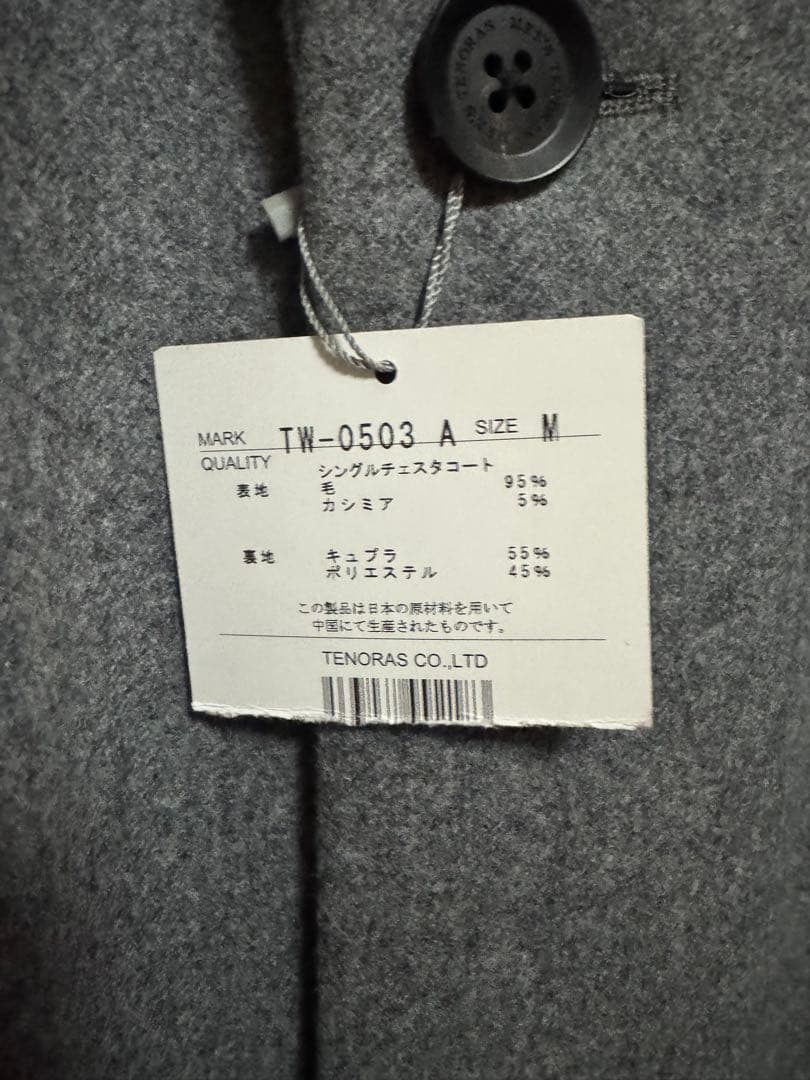 TENORAS MEN'S
MARK TW-0503 A SIZE M
QUALITY シングルチェスタコート
表地 毛 95%
カシミア 5%
裏地 キュプラ 55%
ポリエステル 45%
この製品は日本の原材料を用いて
中国にて生産されたものです。
TENORAS CO.,LTD